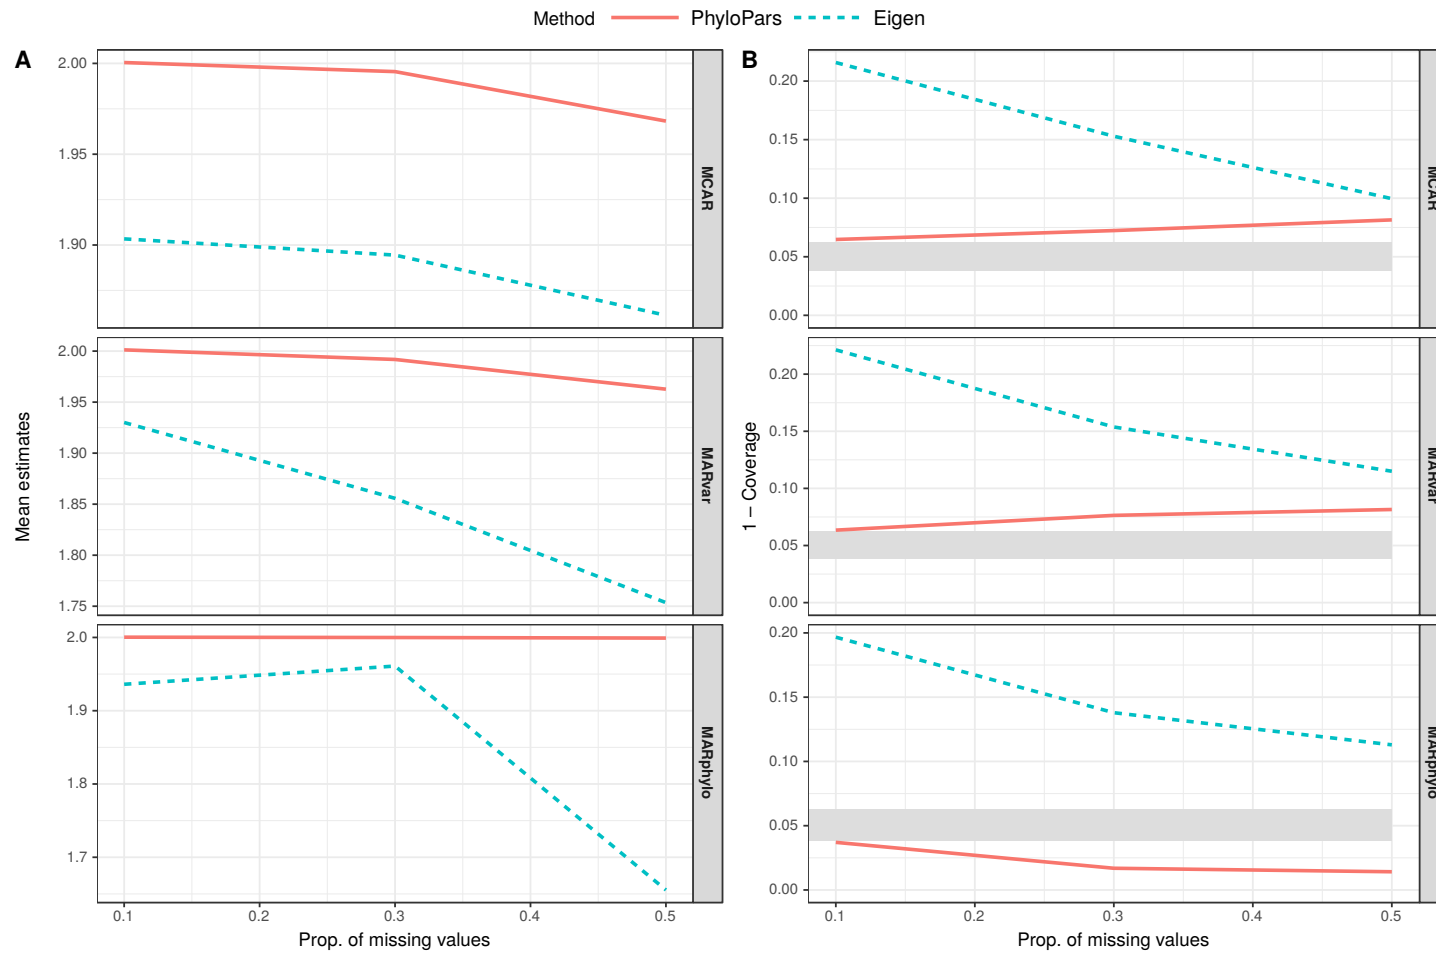 Method PhyloPars Eigen
A
2.00
1.95
1.90
MCAR
2.00
1.95
1.90
1.85
1.80
1.75
MARvar
2.0
1.9
1.8
1.7
MARphylo
0.1 0.2 0.3 0.4 0.5
Prop. of missing values
Mean estimates
B
0.20
0.15
0.10
0.05
0.00
MCAR
0.20
0.15
0.10
0.05
0.00
MARvar
0.20
0.15
0.10
0.05
0.00
MARphylo
0.1 0.2 0.3 0.4 0.5
Prop. of missing values
1 − Coverage